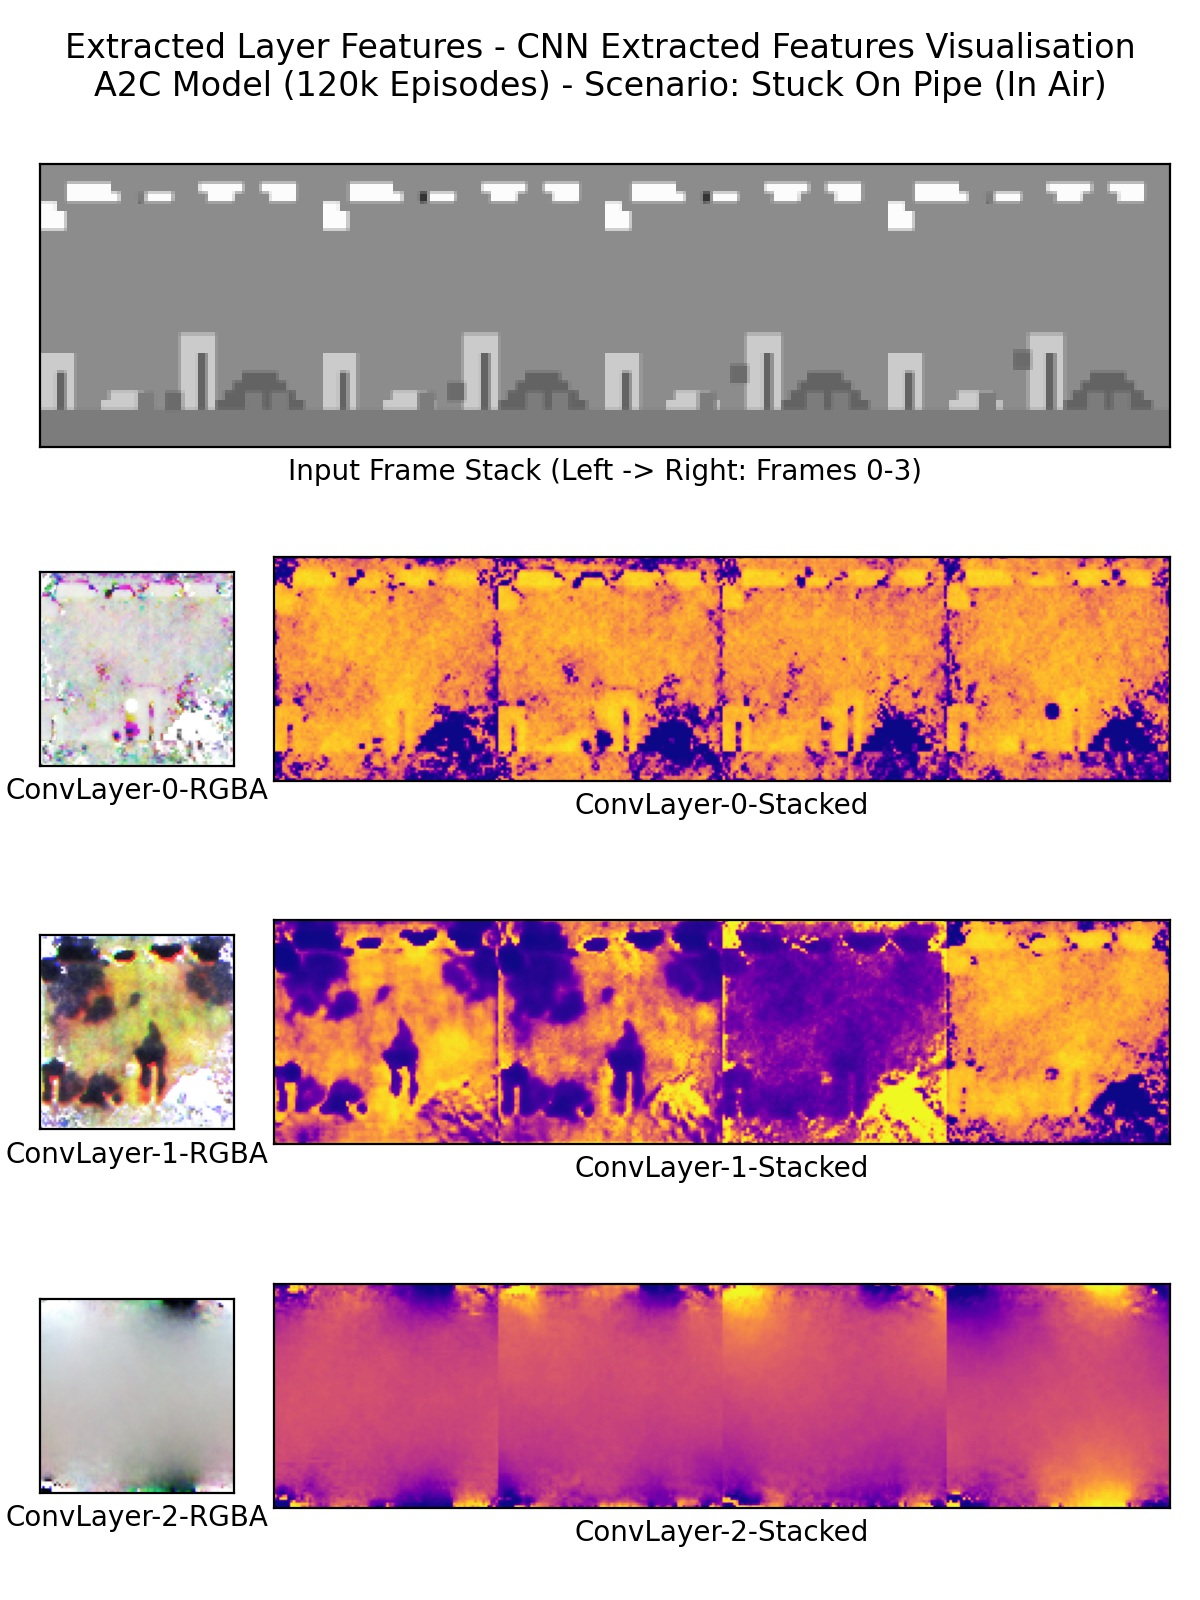 Extracted Layer Features - CNN Extracted Features Visualisation
A2C Model (120k Episodes) - Scenario: Stuck On Pipe (In Air)
Input Frame Stack (Left -> Right: Frames 0-3)
ConvLayer-0-RGBA
ConvLayer-0-Stacked
ConvLayer-1-RGBA
ConvLayer-1-Stacked
ConvLayer-2-RGBA
ConvLayer-2-Stacked